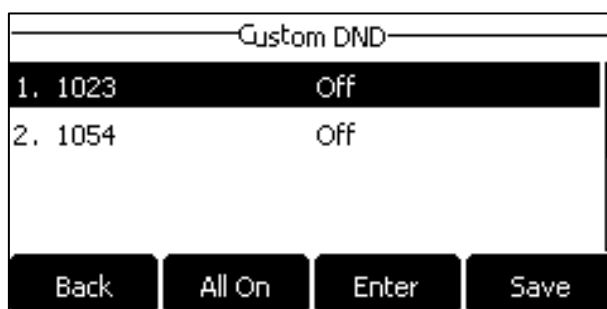 Custom DND
1. 1023 Off
2. 1054 Off
Back All On Enter Save